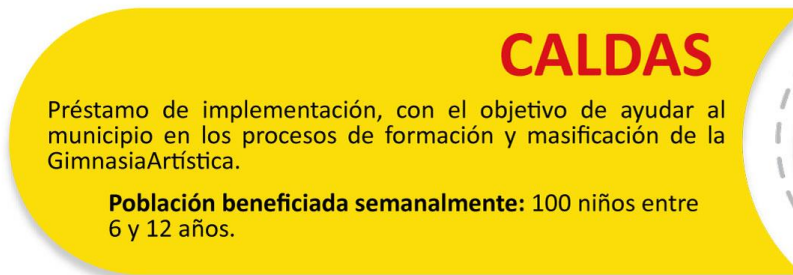 CALDAS
Préstamo de implementación, con el objetivo de ayudar al
municipio en los procesos de formación y masificación de la
GimnasiaArtística.
Población beneficiada semanalmente: 100 niños entre
6 y 12 años.